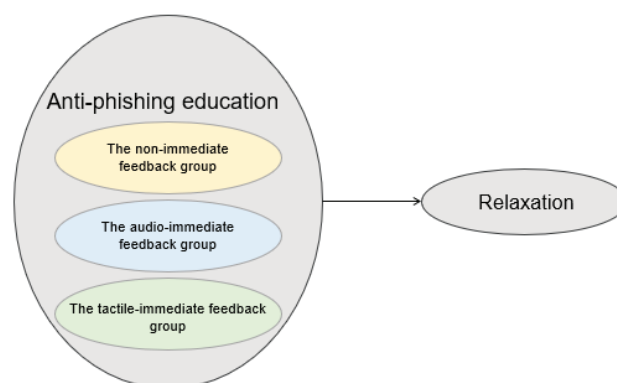 Anti-phishing education
The non-immediate
feedback group
The audio-immediate
feedback group
The tactile-immediate feedback
group
Relaxation